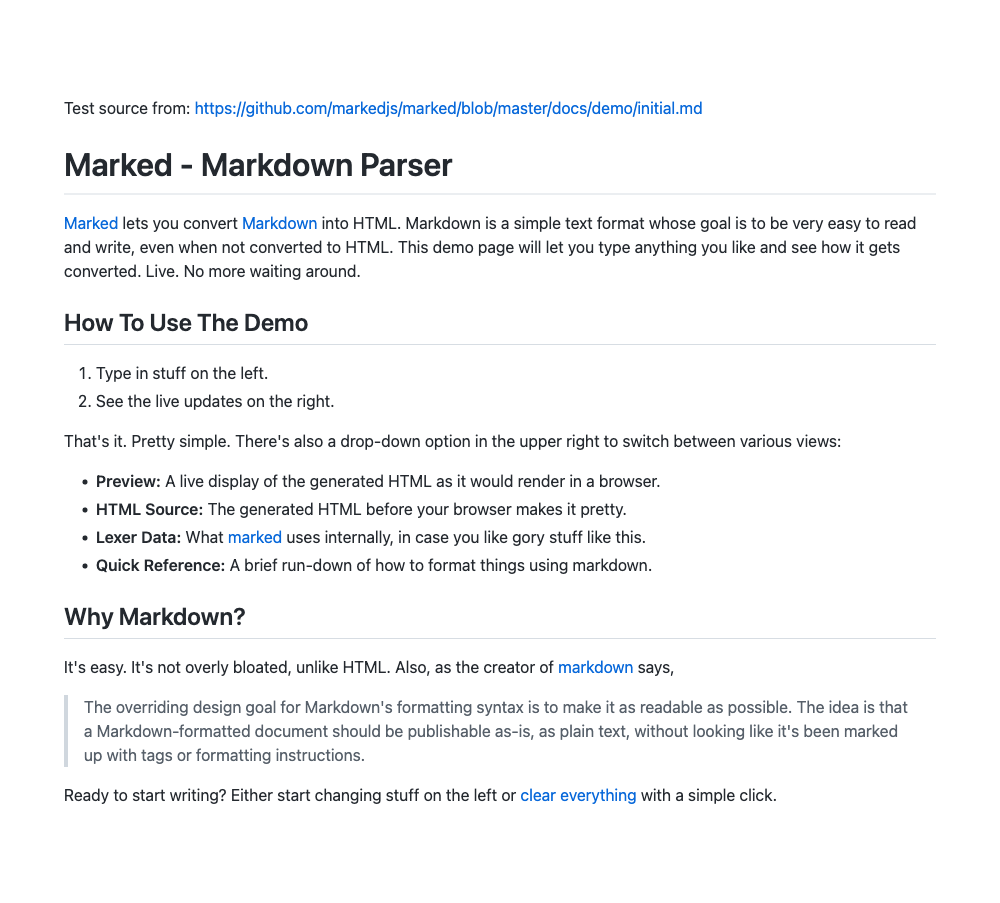 Test source from: https://github.com/markedjs/marked/blob/master/docs/demo/initial.md
Marked - Markdown Parser
Marked lets you convert Markdown into HTML. Markdown is a simple text format whose goal is to be very easy to read
and write, even when not converted to HTML. This demo page will let you type anything you like and see how it gets
converted. Live. No more waiting around.
How To Use The Demo
1. Type in stuff on the left.
2. See the live updates on the right.
That's it. Pretty simple. There's also a drop-down option in the upper right to switch between various views:
• Preview: A live display of the generated HTML as it would render in a browser.
• HTML Source: The generated HTML before your browser makes it pretty.
• Lexer Data: What marked uses internally, in case you like gory stuff like this.
• Quick Reference: A brief run-down of how to format things using markdown.
Why Markdown?
It's easy. It's not overly bloated, unlike HTML. Also, as the creator of markdown says,
The overriding design goal for Markdown's formatting syntax is to make it as readable as possible. The idea is that
a Markdown-formatted document should be publishable as-is, as plain text, without looking like it's been marked
up with tags or formatting instructions.
Ready to start writing? Either start changing stuff on the left or clear everything with a simple click.